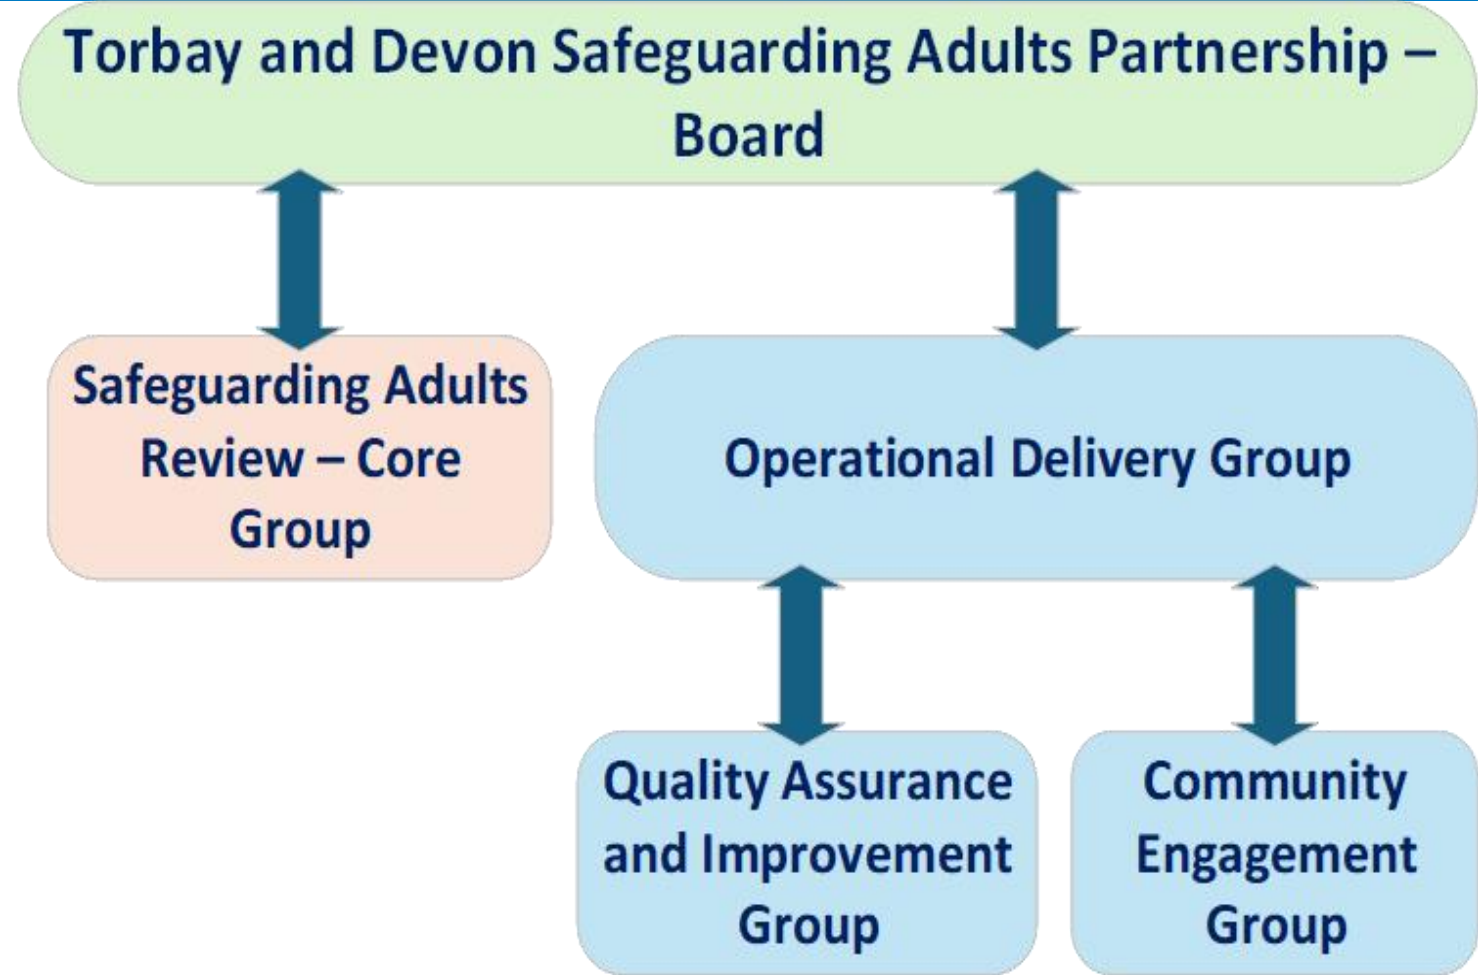 Torbay and Devon Safeguarding Adults Partnership –
Board
Safeguarding Adults
Review – Core
Group
Operational Delivery Group
Quality Assurance
and Improvement
Group
Community
Engagement
Group